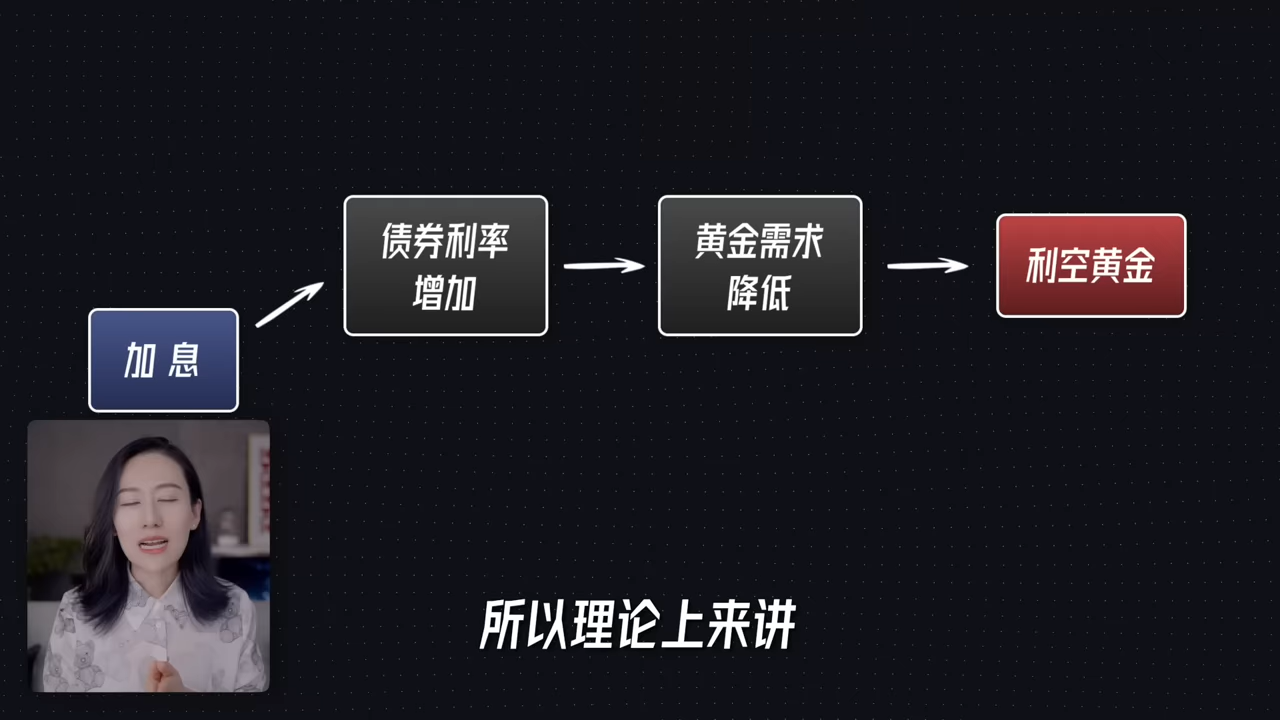 债券利率
增加
黄金需求
降低
利空黄金
加息
所以理论上来讲